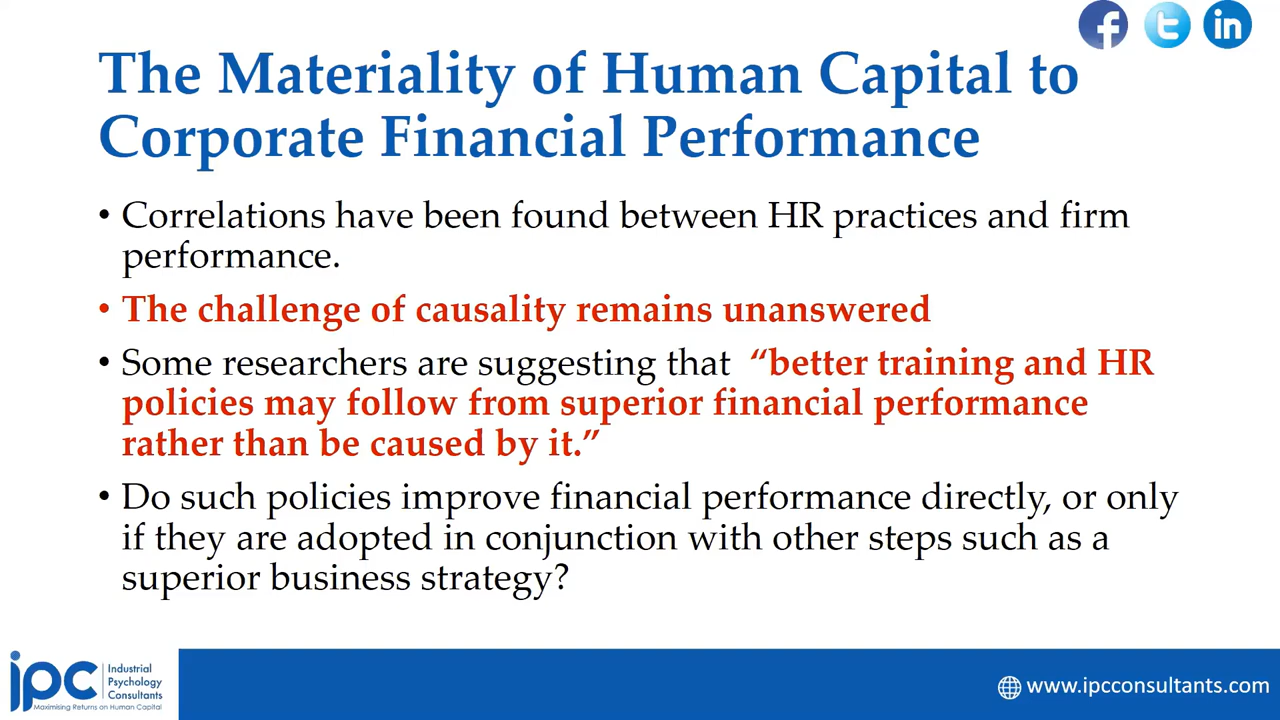 The Materiality of Human Capital to
Corporate Financial Performance
• Correlations have been found between HR practices and firm
performance.
• The challenge of causality remains unanswered
• Some researchers are suggesting that “better training and HR
policies may follow from superior financial performance
rather than be caused by it.”
• Do such policies improve financial performance directly, or only
if they are adopted in conjunction with other steps such as a
superior business strategy?
ipc
Industrial
Psychology
Consultants
Maximising Returns on Human Capital
www.ipcconsultants.com